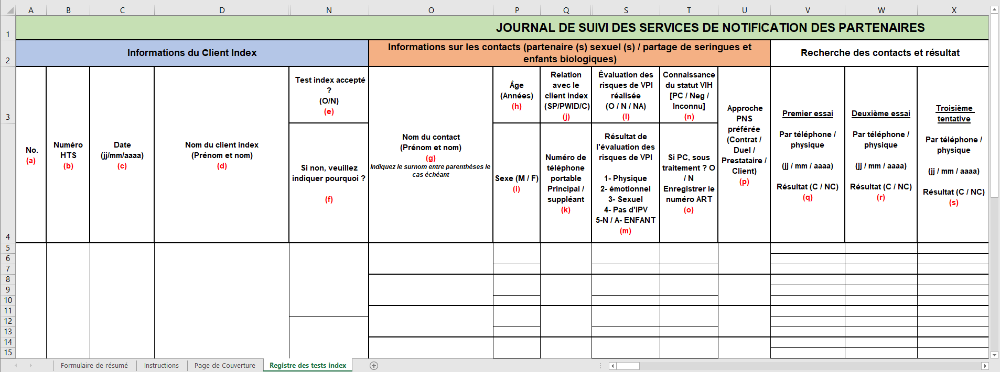 A B C D N O P Q S T U V W X
1 JOURNAL DE SUIVI DES SERVICES DE NOTIFICATION DES PARTENAIRES
2 Informations du Client Index
Informations sur les contacts (partenaire (s) sexuel (s) / partage de seringues et
enfants biologiques)
Recherche des contacts et résultat
3
4
No.
(a)
Numéro
HTS
(b)
Date
(jj/mm/aaaa)
(c)
Nom du client index
(Prénom et nom)
(d)
Test index accepté
?
(O/N)
(e)
Si non, veuillez
indiquer pourquoi ?
(f)
Nom du contact
(Prénom et nom)
(g)
Indiquez le surnom entre parenthèses le
cas échéant
Âge
(Années)
(h)
Sexe (M / F)
(i)
Relation
avec le
client index
(SP/PWID/C)
(j)
Numéro de
téléphone
portable
Principal /
suppléant
(k)
Évaluation des
risques de VPI
réalisée
(O / N / NA)
(l)
Résultat de
l'évaluation des
risques de VPI
1- Physique
2- émotionnel
3- Sexuel
4- Pas d'IPV
5-N / A- ENFANT
(m)
Connaissance
du statut VIH
[PC / Neg /
Inconnu]
(n)
Si PC, sous
traitement ? O
/ N
Enregistrer le
numéro ART
(o)
Approche
PNS
préférée
(Contrat /
Duel /
Prestataire /
Client)
(p)
Premier essai
Par téléphone /
physique
(jj / mm / aaaa)
Résultat (C / NC)
(q)
Deuxième essai
Par téléphone /
physique
(jj / mm / aaaa)
Résultat (C / NC)
(r)
Troisième
tentative
Par téléphone /
physique
(jj / mm / aaaa)
Résultat (C / NC)
(s)
5
6
7
8
9
10
11
12
13
14
15
Formulaire de résumé Instructions Page de Couverture Registre des tests index